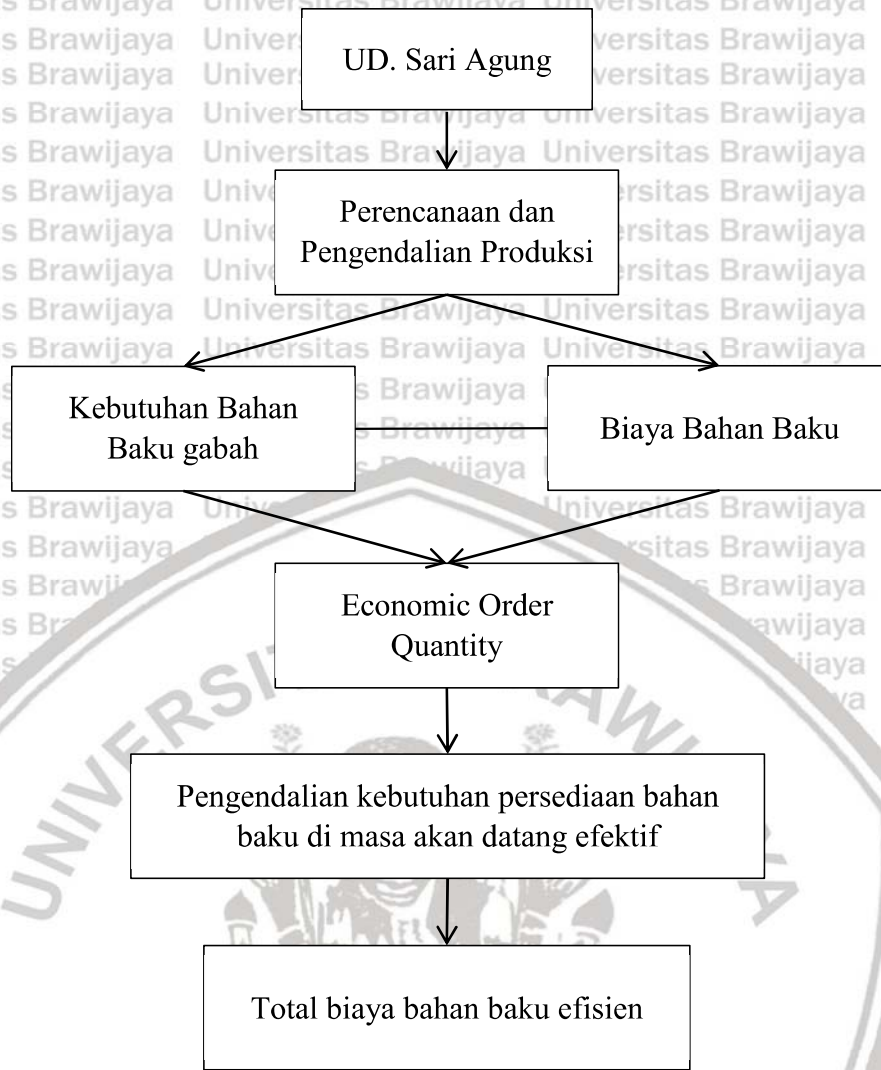 UD. Sari Agung
Perencanaan dan
Pengendalian Produksi
Kebutuhan Bahan
Baku gabah
Biaya Bahan Baku
Economic Order
Quantity
Pengendalian kebutuhan persediaan bahan
baku di masa akan datang efektif
Total biaya bahan baku efisien